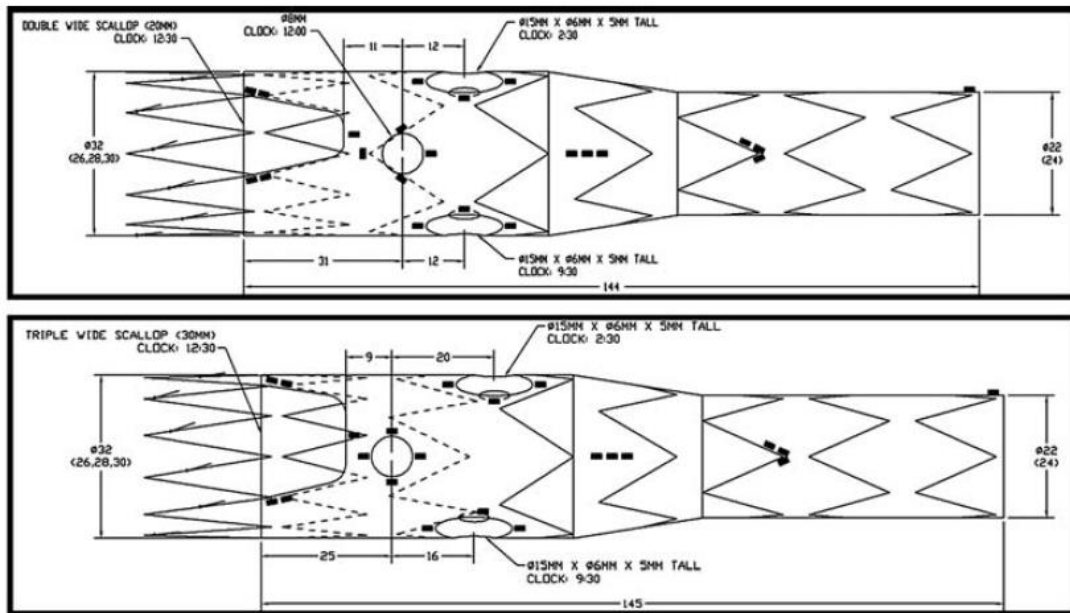 DOUBLE WIDE SCALLOP (20MM)
CLOCK: 12:30
Ø8MM
CLOCK: 12:00
Ø15MM X Ø6MM X 5MM TALL
CLOCK: 2:30
11
12
Ø32
(26,28,30)
Ø22
(24)
31
12
Ø15MM X Ø6MM X 5MM TALL
CLOCK: 9:30
144
TRIPLE WIDE SCALLOP (30MM)
CLOCK: 12:30
Ø15MM X Ø6MM X 5MM TALL
CLOCK: 2:30
9
20
Ø32
(26,28,30)
Ø22
(24)
25
16
Ø15MM X Ø6MM X 5MM TALL
CLOCK: 9:30
145